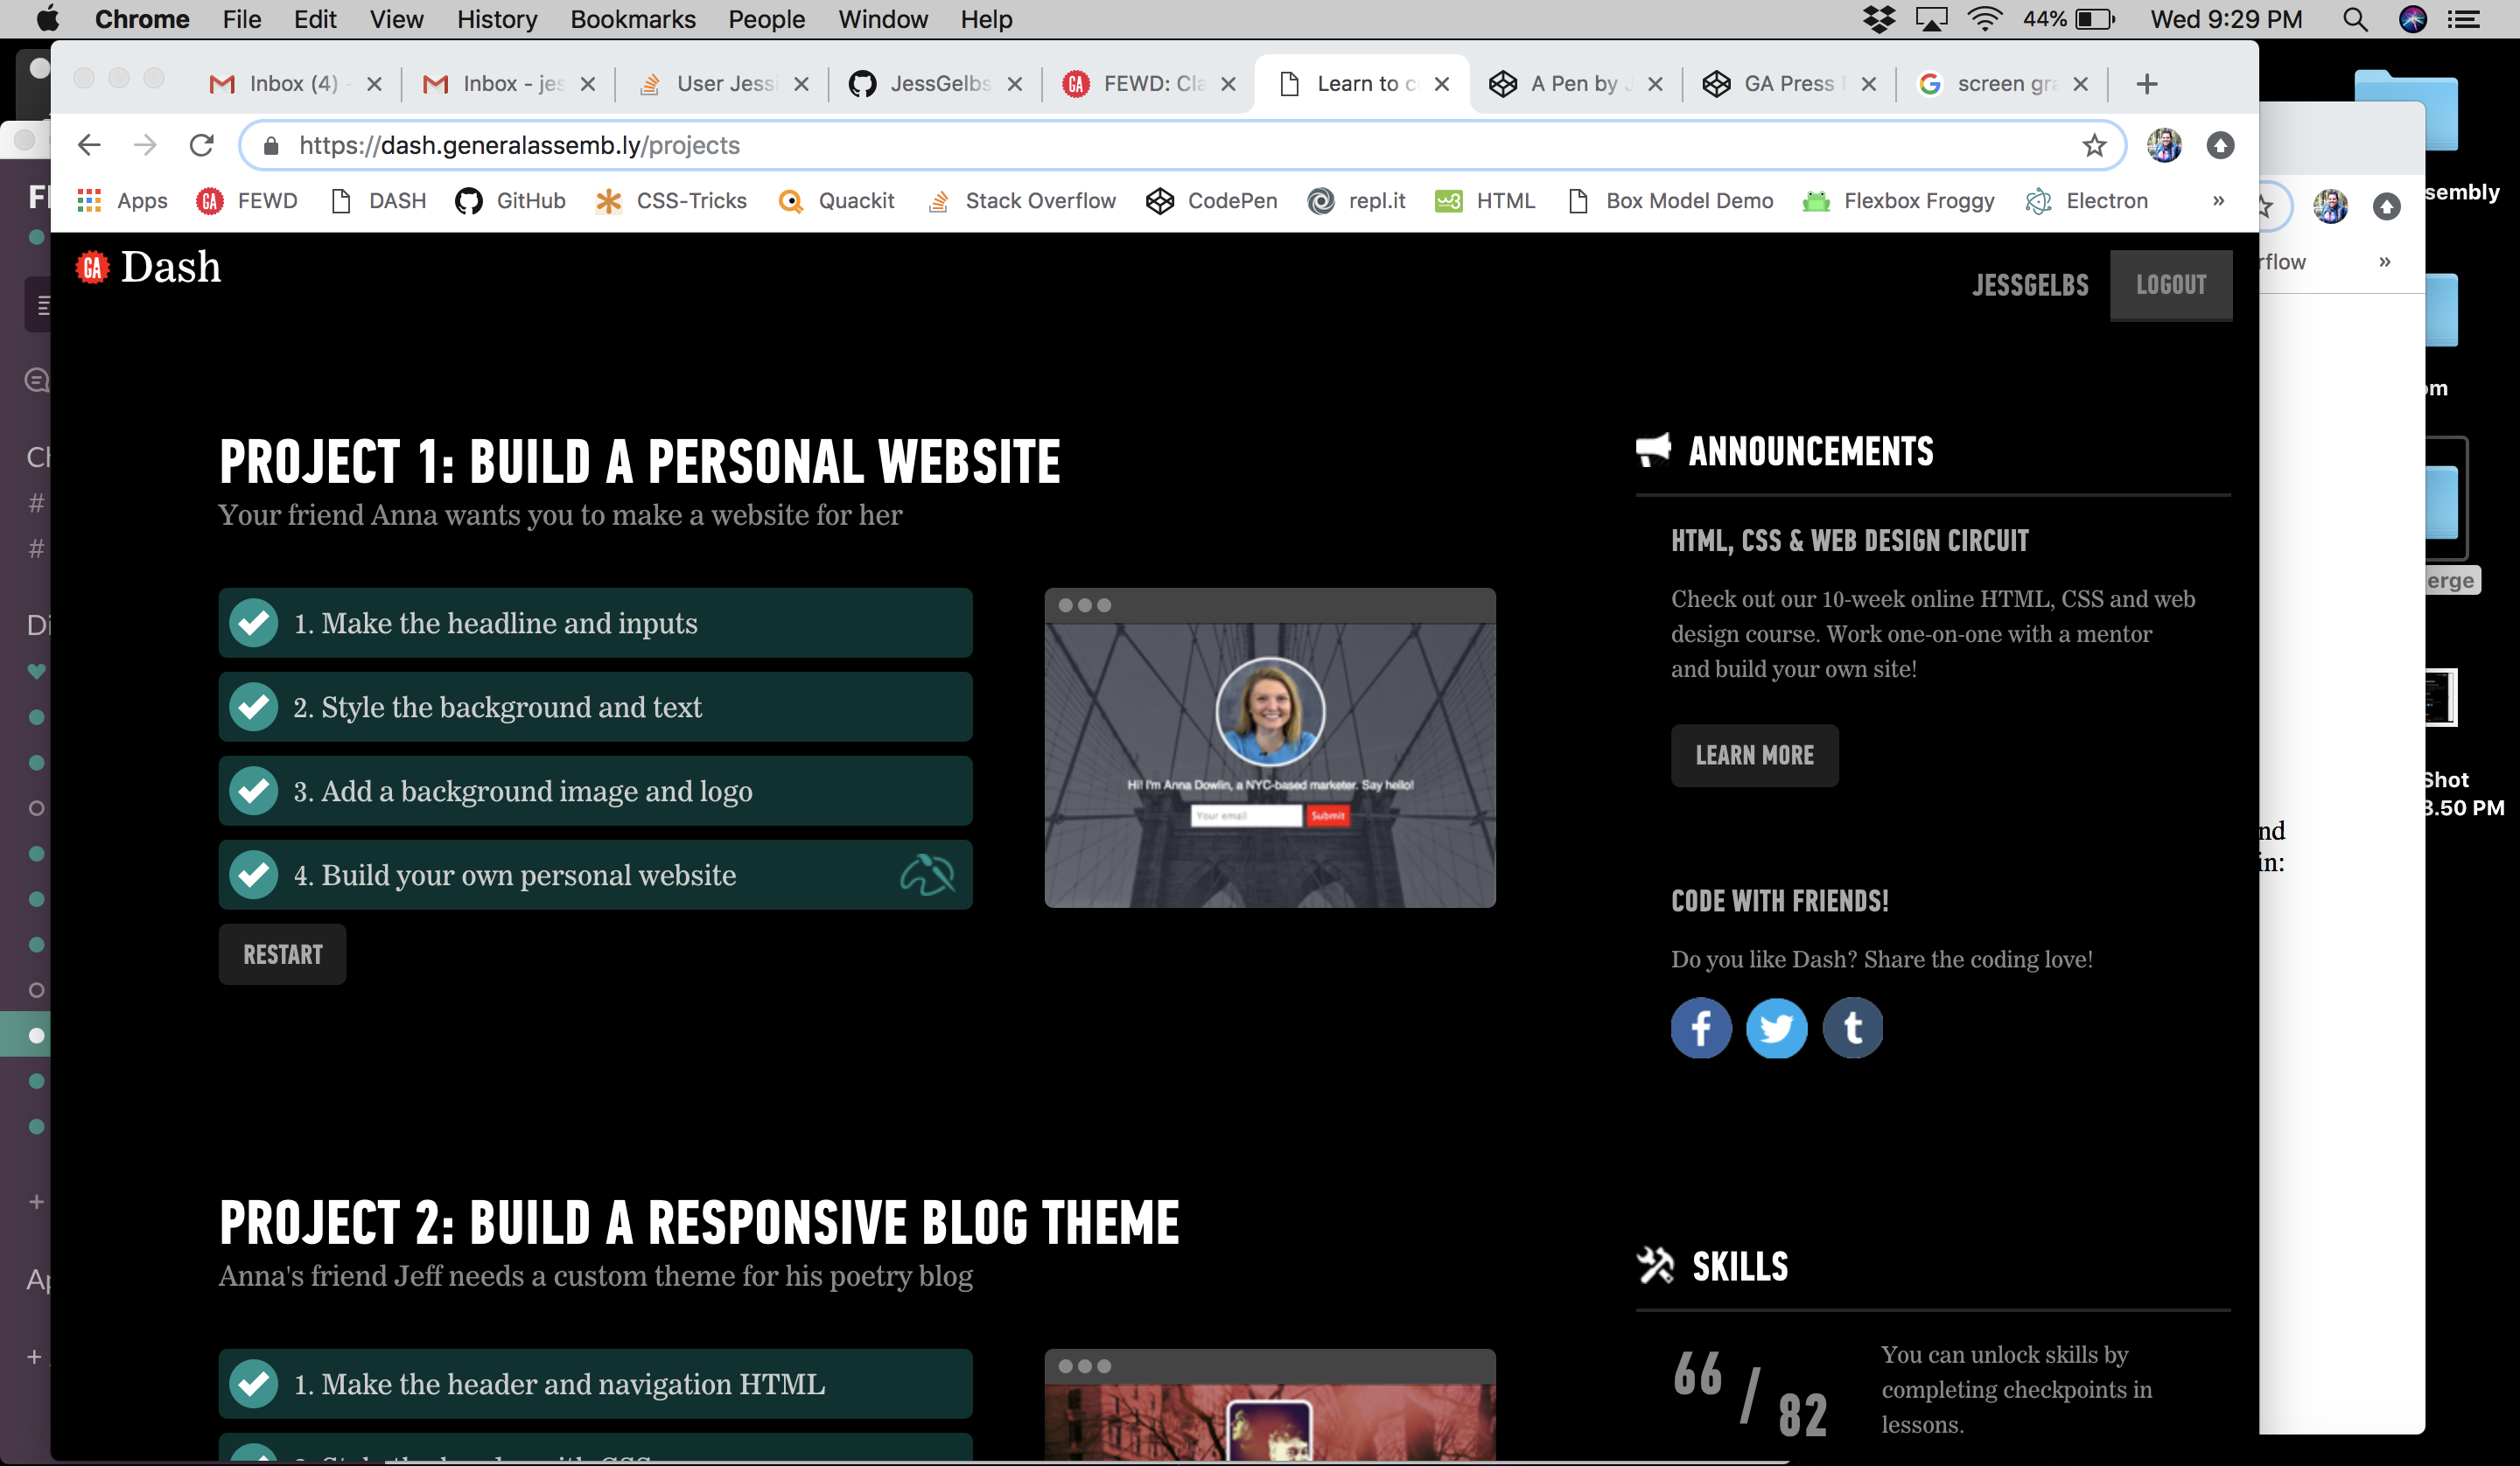 Chrome File Edit View History Bookmarks People Window Help 44% Wed 9:29 PM
Inbox (4) - Inbox - jes User Jessi JessGelbs FEWD: Cla Learn to c A Pen by J GA Press screen gra
https://dash.generalassemb.ly/projects
Apps FEWD DASH GitHub CSS-Tricks Quackit Stack Overflow CodePen repl.it HTML Box Model Demo Flexbox Froggy Electron »
GA Dash
JESSGELBS LOGOUT
PROJECT 1: BUILD A PERSONAL WEBSITE
Your friend Anna wants you to make a website for her
1. Make the headline and inputs
2. Style the background and text
3. Add a background image and logo
4. Build your own personal website
RESTART
Hi! I'm Anna Dowlin, a NYC-based marketer. Say hello!
Your email Submit
PROJECT 2: BUILD A RESPONSIVE BLOG THEME
Anna's friend Jeff needs a custom theme for his poetry blog
1. Make the header and navigation HTML
ANNOUNCEMENTS
HTML, CSS & WEB DESIGN CIRCUIT
Check out our 10-week online HTML, CSS and web
design course. Work one-on-one with a mentor
and build your own site!
LEARN MORE
CODE WITH FRIENDS!
Do you like Dash? Share the coding love!
SKILLS
66 / 82
You can unlock skills by
completing checkpoints in
lessons.
sembly
rflow »
om
erge
Shot
3.50 PM
nd
in:
Ch
#
#
Di
+
Ap
+